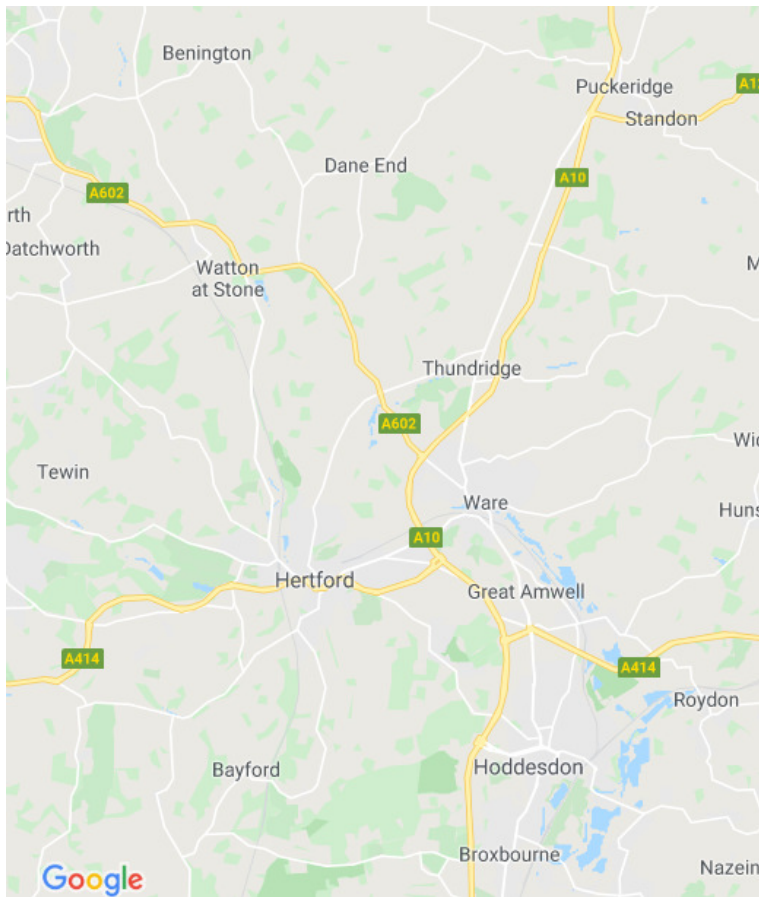 Benington
Puckeridge
A12
Standon
Dane End
A10
A602
rth
Datchworth
Watton
at Stone
M
Thundridge
A602
Wid
Tewin
Ware
Huns
A10
Hertford
Great Amwell
A414
A414
Roydon
Bayford
Hoddesdon
Broxbourne
Nazein
Google